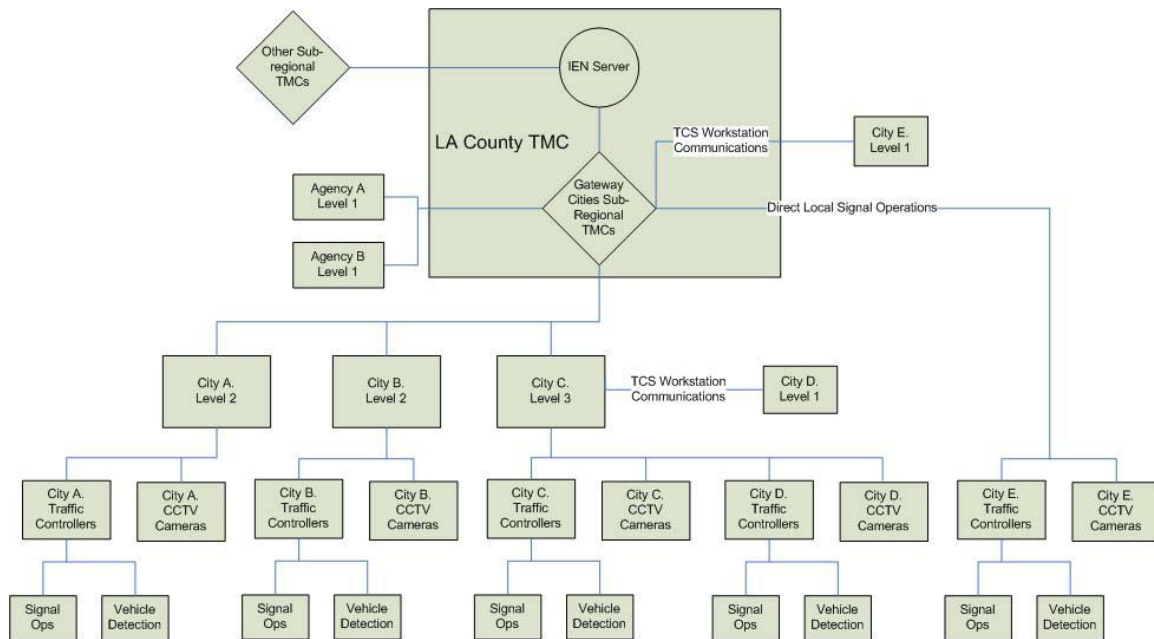 Other Sub-
regional
TMCs
IEN Server
LA County TMC
TCS Workstation
Communications
City E.
Level 1
Agency A
Level 1
Gateway
Cities Sub-
Regional
TMCs
Direct Local Signal Operations
Agency B
Level 1
City A.
Level 2
City B.
Level 2
City C.
Level 3
TCS Workstation
Communications
City D.
Level 1
City A.
Traffic
Controllers
City A.
CCTV
Cameras
City B.
Traffic
Controllers
City B.
CCTV
Cameras
City C.
Traffic
Controllers
City C.
CCTV
Cameras
City D.
Traffic
Controllers
City D.
CCTV
Cameras
City E.
Traffic
Controllers
City E.
CCTV
Cameras
Signal
Ops
Vehicle
Detection
Signal
Ops
Vehicle
Detection
Signal
Ops
Vehicle
Detection
Signal
Ops
Vehicle
Detection
Signal
Ops
Vehicle
Detection